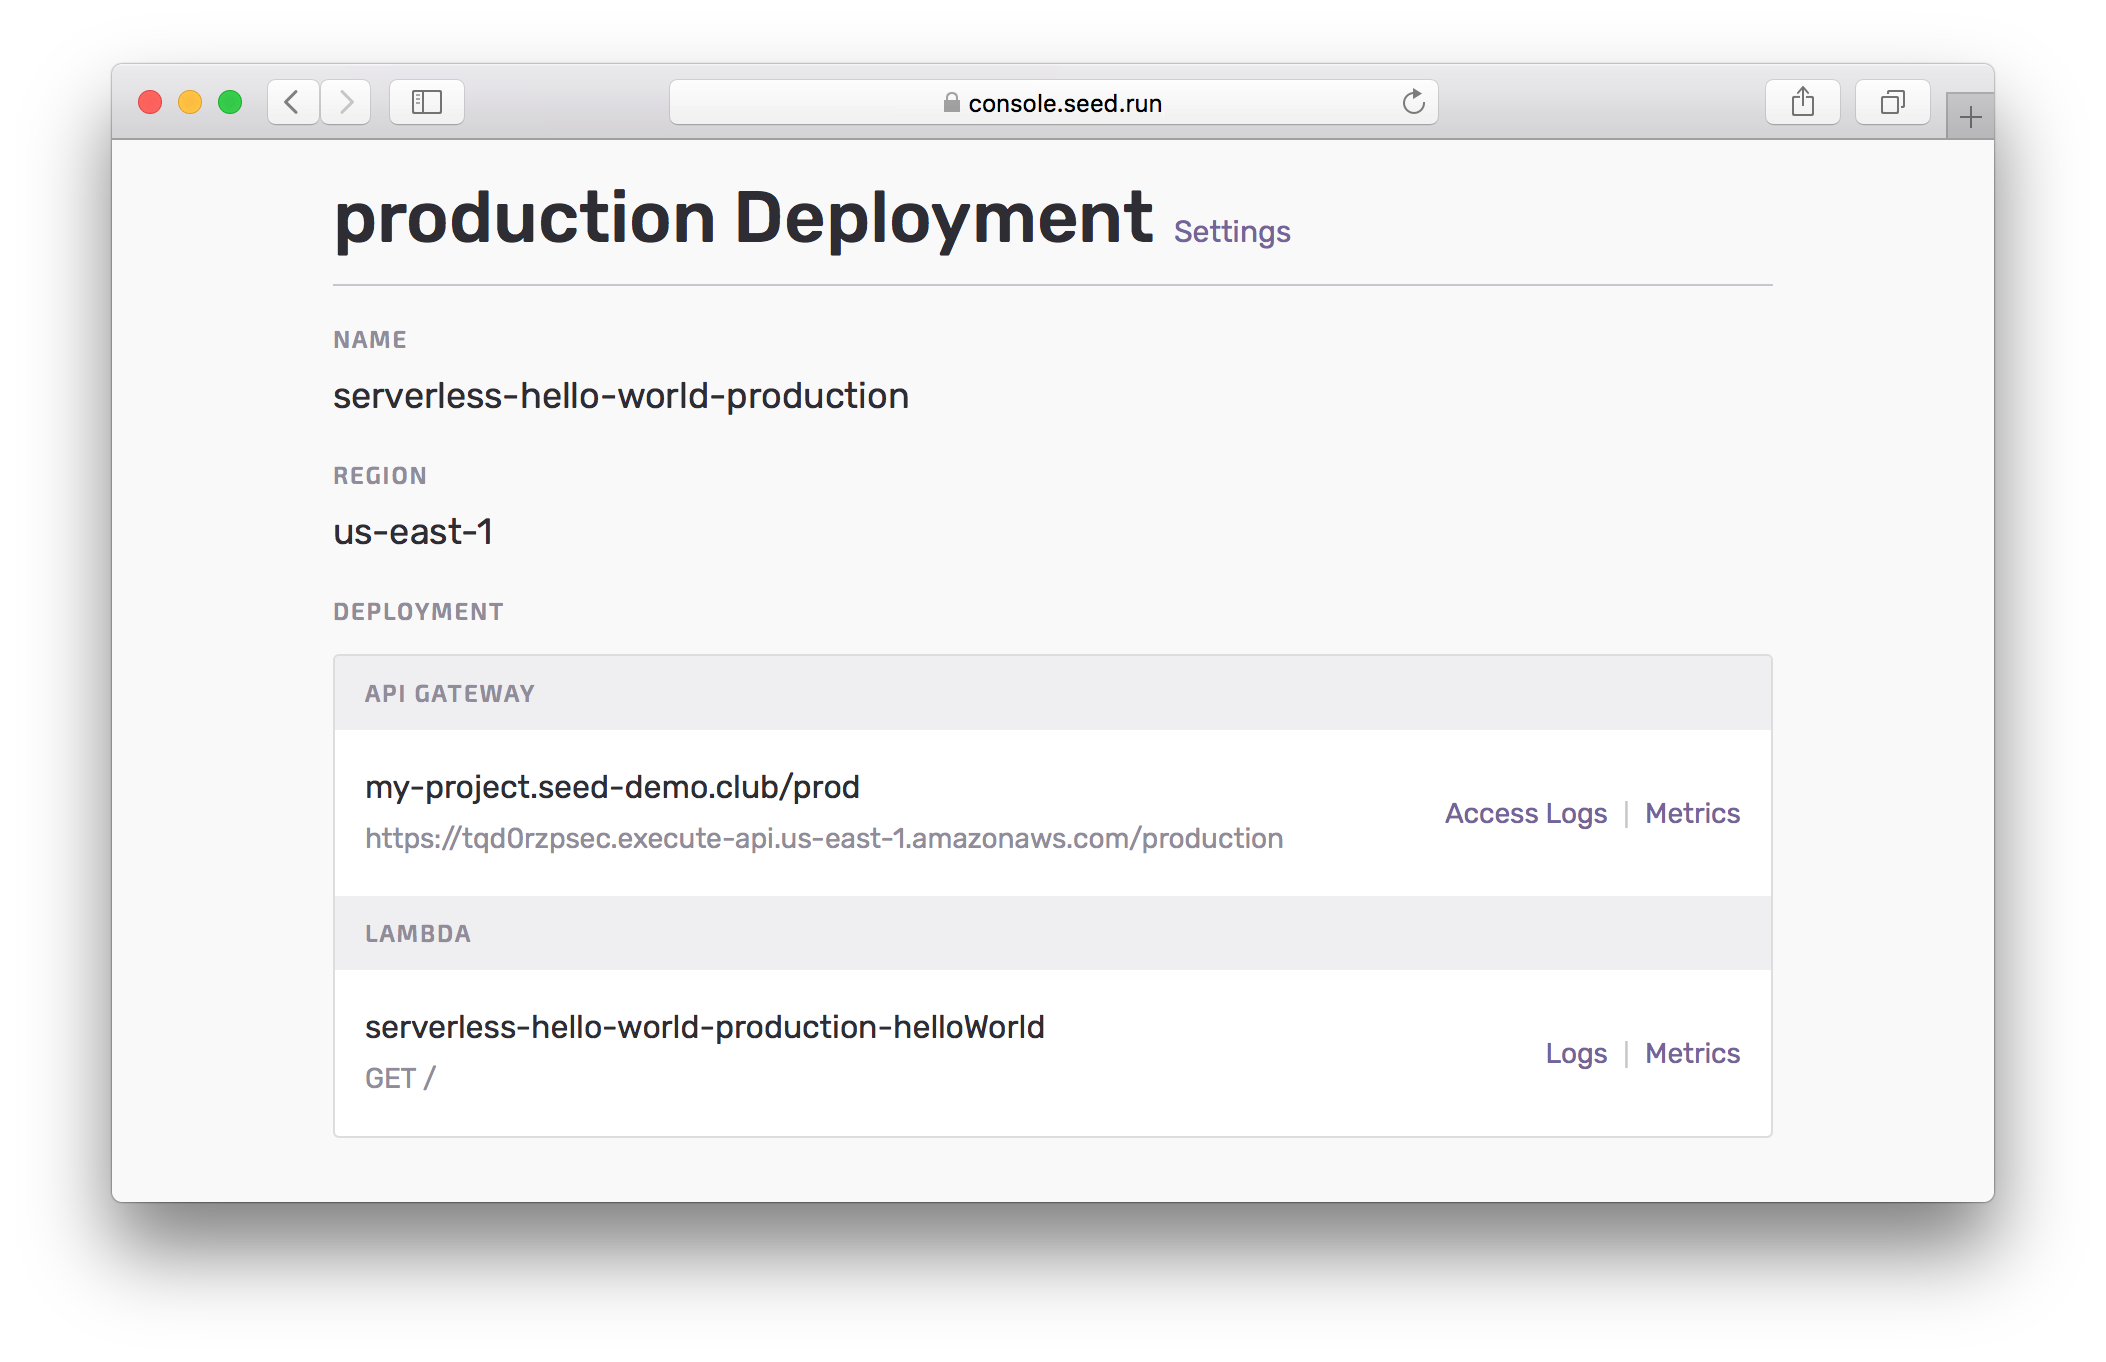 console.seed.run
production Deployment Settings
NAME
serverless-hello-world-production
REGION
us-east-1
DEPLOYMENT
API GATEWAY
my-project.seed-demo.club/prod
https://tqd0rzpsec.execute-api.us-east-1.amazonaws.com/production
Access Logs | Metrics
LAMBDA
serverless-hello-world-production-helloWorld
GET /
Logs | Metrics